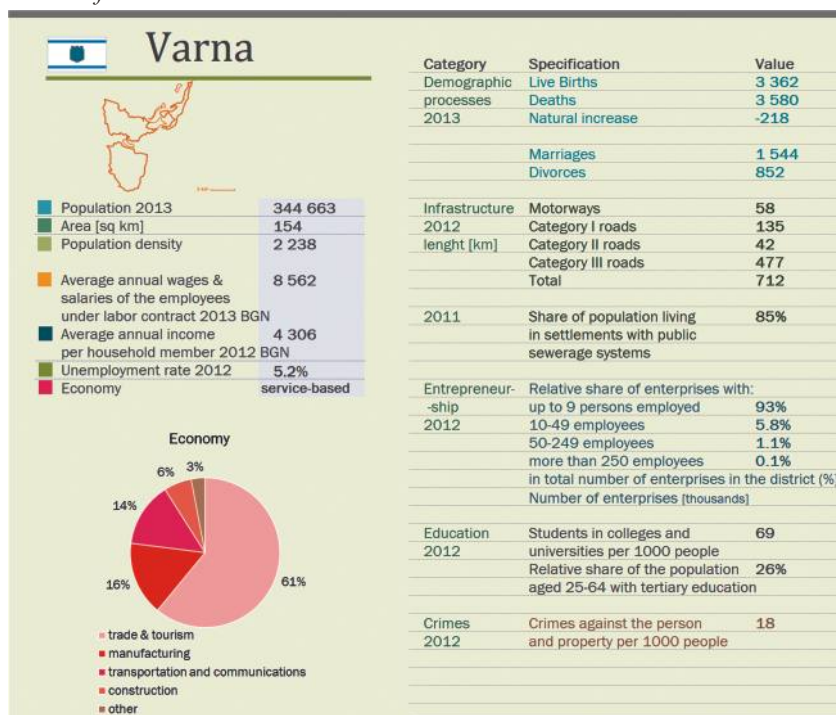 Varna
Population 2013 344 663
Area [sq km] 154
Population density 2 238
Average annual wages & 8 562
salaries of the employees
under labor contract 2013 BGN
Average annual income 4 306
per household member 2012 BGN
Unemployment rate 2012 5.2%
Economy service-based
Economy
3%
6%
14%
16%
61%
trade & tourism
manufacturing
transportation and communications
construction
other
Category Specification Value
Demographic Live Births 3 362
processes Deaths 3 580
2013 Natural increase -218
Marriages 1 544
Divorces 852
Infrastructure Motorways 58
2012 Category I roads 135
lenght [km] Category II roads 42
Category III roads 477
Total 712
2011 Share of population living 85%
in settlements with public
sewerage systems
Entrepreneur- Relative share of enterprises with:
-ship up to 9 persons employed 93%
2012 10-49 employees 5.8%
50-249 employees 1.1%
more than 250 employees 0.1%
in total number of enterprises in the district (%)
Number of enterprises [thousands]
Education Students in colleges and 69
2012 universities per 1000 people
Relative share of the population 26%
aged 25-64 with tertiary education
Crimes Crimes against the person 18
2012 and property per 1000 people